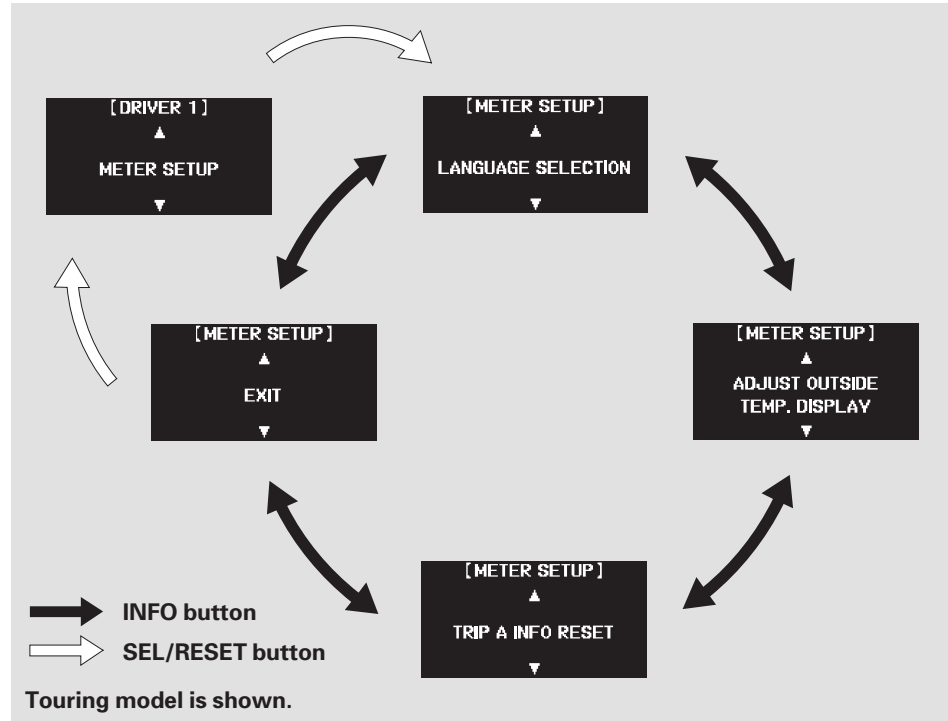 [DRIVER 1]
▲
METER SETUP
▼
[METER SETUP]
▲
LANGUAGE SELECTION
▼
[METER SETUP]
▲
EXIT
▼
[METER SETUP]
▲
ADJUST OUTSIDE
TEMP. DISPLAY
▼
[METER SETUP]
▲
TRIP A INFO RESET
▼
INFO button
SEL/RESET button
Touring model is shown.